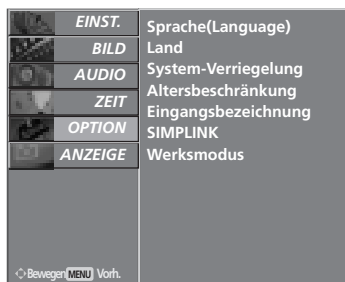 EINST.
BILD
AUDIO
ZEIT
OPTION
ANZEIGE
Bewegen MENU Vorh.
Sprache(Language)
Land
System-Verriegelung
Altersbeschränkung
Eingangsbezeichnung
SIMPLINK
Werksmodus